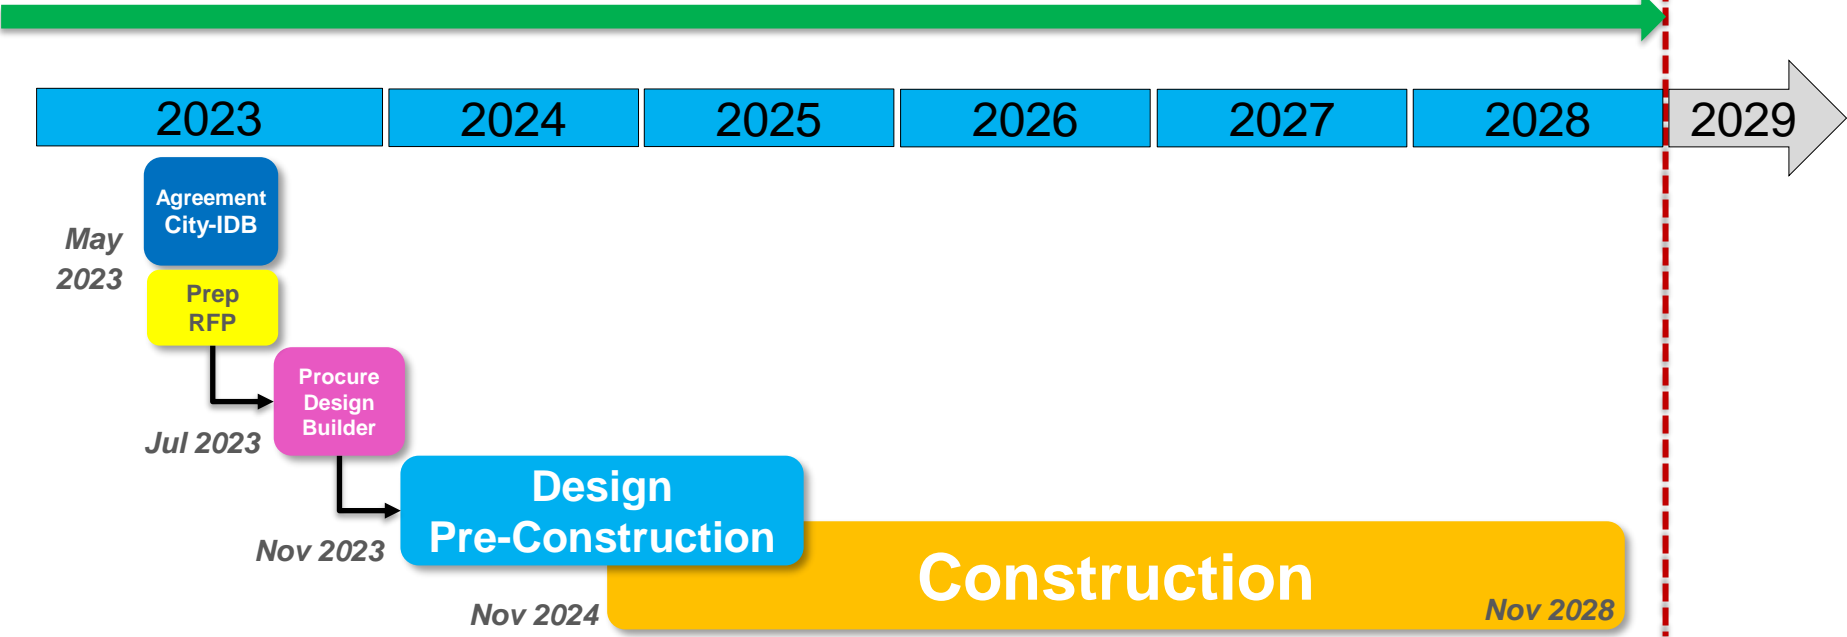 2023
2024
2025
2026
2027
2028
2029
Agreement
City-IDB
May
2023
Prep
RFP
Procure
Design
Builder
Jul 2023
Design
Pre-Construction
Nov 2023
Construction
Nov 2024
Nov 2028